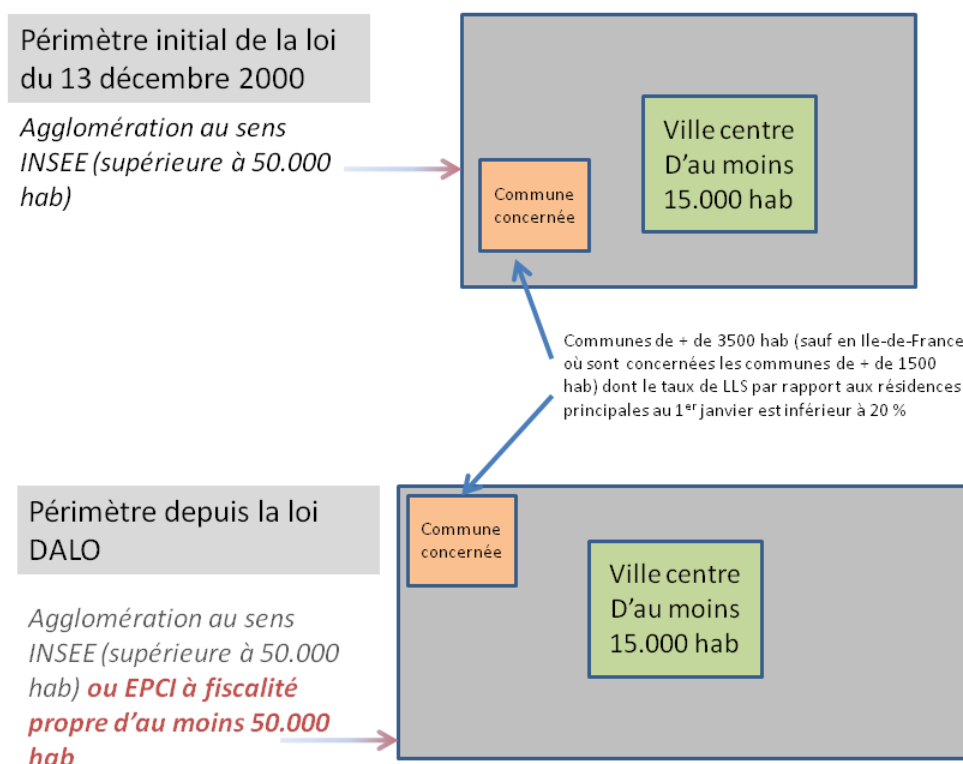 Périmètre initial de la loi
du 13 décembre 2000
Agglomération au sens
INSEE (supérieure à 50.000
hab)
Ville centre
D'au moins
15.000 hab
Commune
concernée
Communes de + de 3500 hab (sauf en Ile-de-France
où sont concernées les communes de + de 1500
hab) dont le taux de LLS par rapport aux résidences
principales au 1er janvier est inférieur à 20 %
Périmètre depuis la loi
DALO
Agglomération au sens
INSEE (supérieure à 50.000
hab) ou EPCI à fiscalité
propre d'au moins 50.000
hab
Commune
concernée
Ville centre
D'au moins
15.000 hab